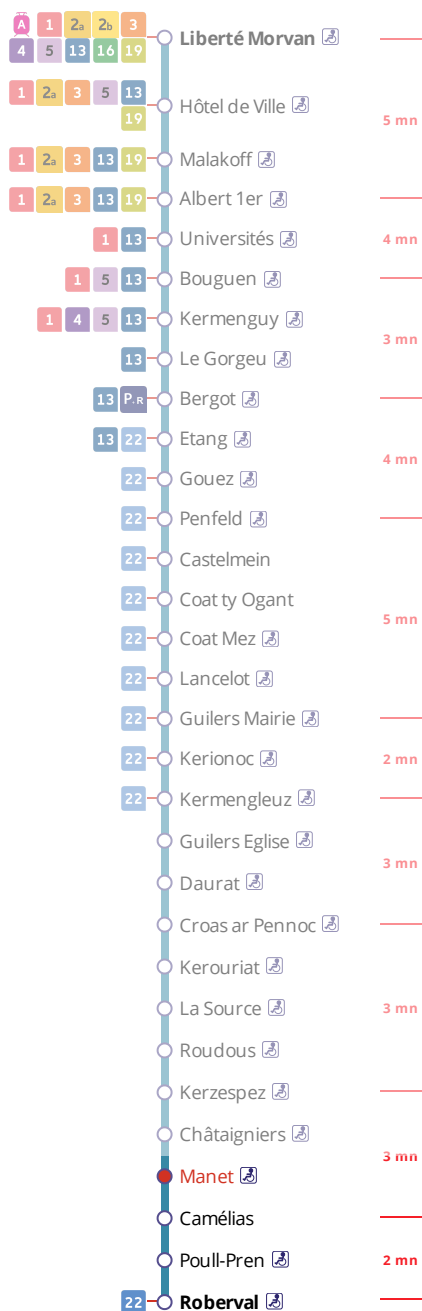 A 1 2a 2b 3
4 5 13 16 19 Liberté Morvan
1 2a 3 5 13
19 Hôtel de Ville
5 mn
1 2a 3 13 19 Malakoff
1 2a 3 13 19 Albert 1er
1 13 Universités 4 mn
1 5 13 Bouguen
1 4 5 13 Kermenguy
3 mn
13 Le Gorgeu
13 P+R Bergot
13 22 Etang
4 mn
22 Gouez
22 Penfeld
22 Castelmein
22 Coat ty Ogant
5 mn
22 Coat Mez
22 Lancelot
22 Guilers Mairie
22 Kerionoc 2 mn
22 Kermengleuz
Guilers Eglise
3 mn
Daurat
Croas ar Pennoc
Kerouriat
La Source 3 mn
Roudous
Kerzespez
Châtaigniers
3 mn
Manet
Camélias
Poull-Pren 2 mn
22 Roberval